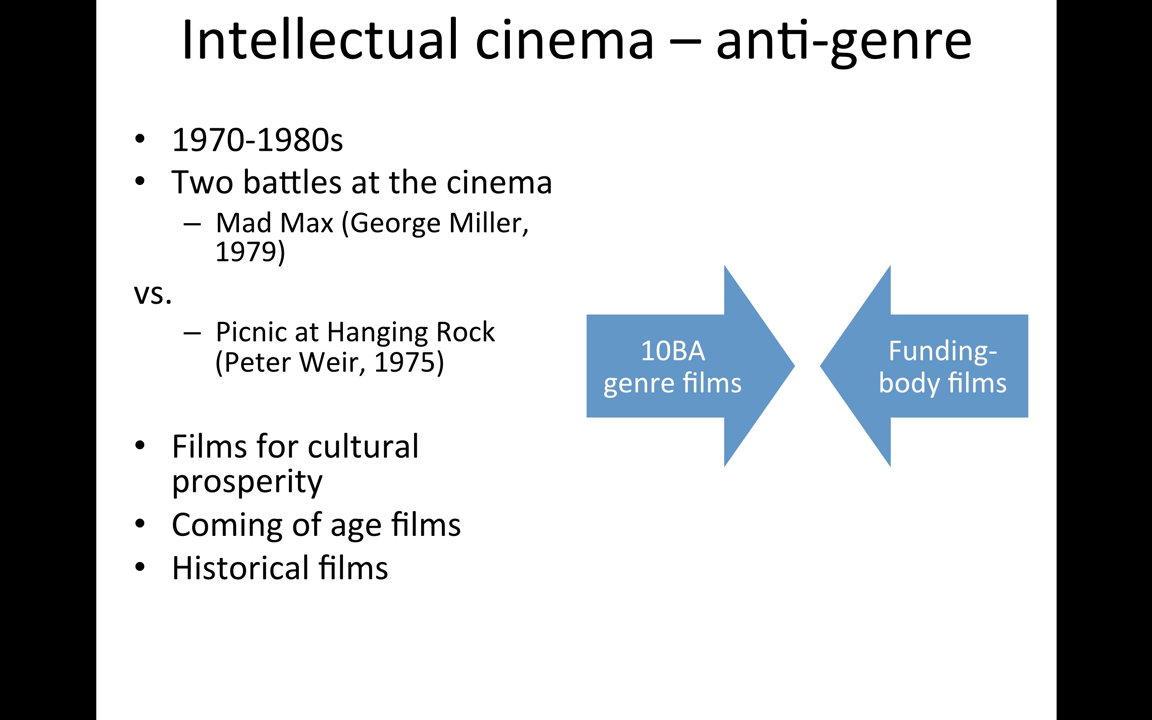 Intellectual cinema – anti-genre
• 1970-1980s
• Two battles at the cinema
– Mad Max (George Miller,
1979)
vs.
– Picnic at Hanging Rock
(Peter Weir, 1975)
• Films for cultural
prosperity
• Coming of age films
• Historical films
10BA
genre films
Funding-
body films